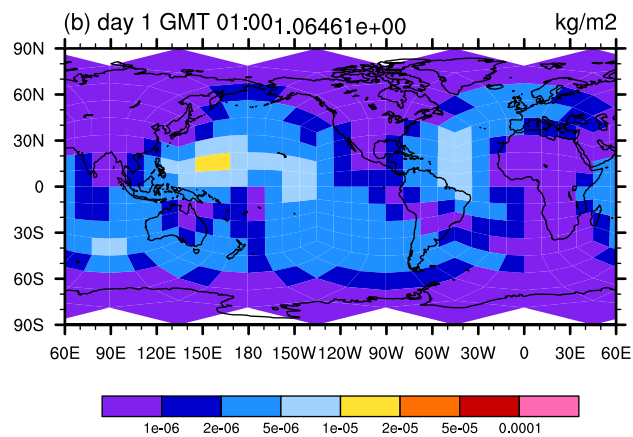 (b) day 1 GMT 01:00 1.06461e+00 kg/m2
90N
60N
30N
0
30S
60S
90S
60E 90E 120E 150E 180 150W 120W 90W 60W 30W 0 30E 60E
1e-06 2e-06 5e-06 1e-05 2e-05 5e-05 0.0001